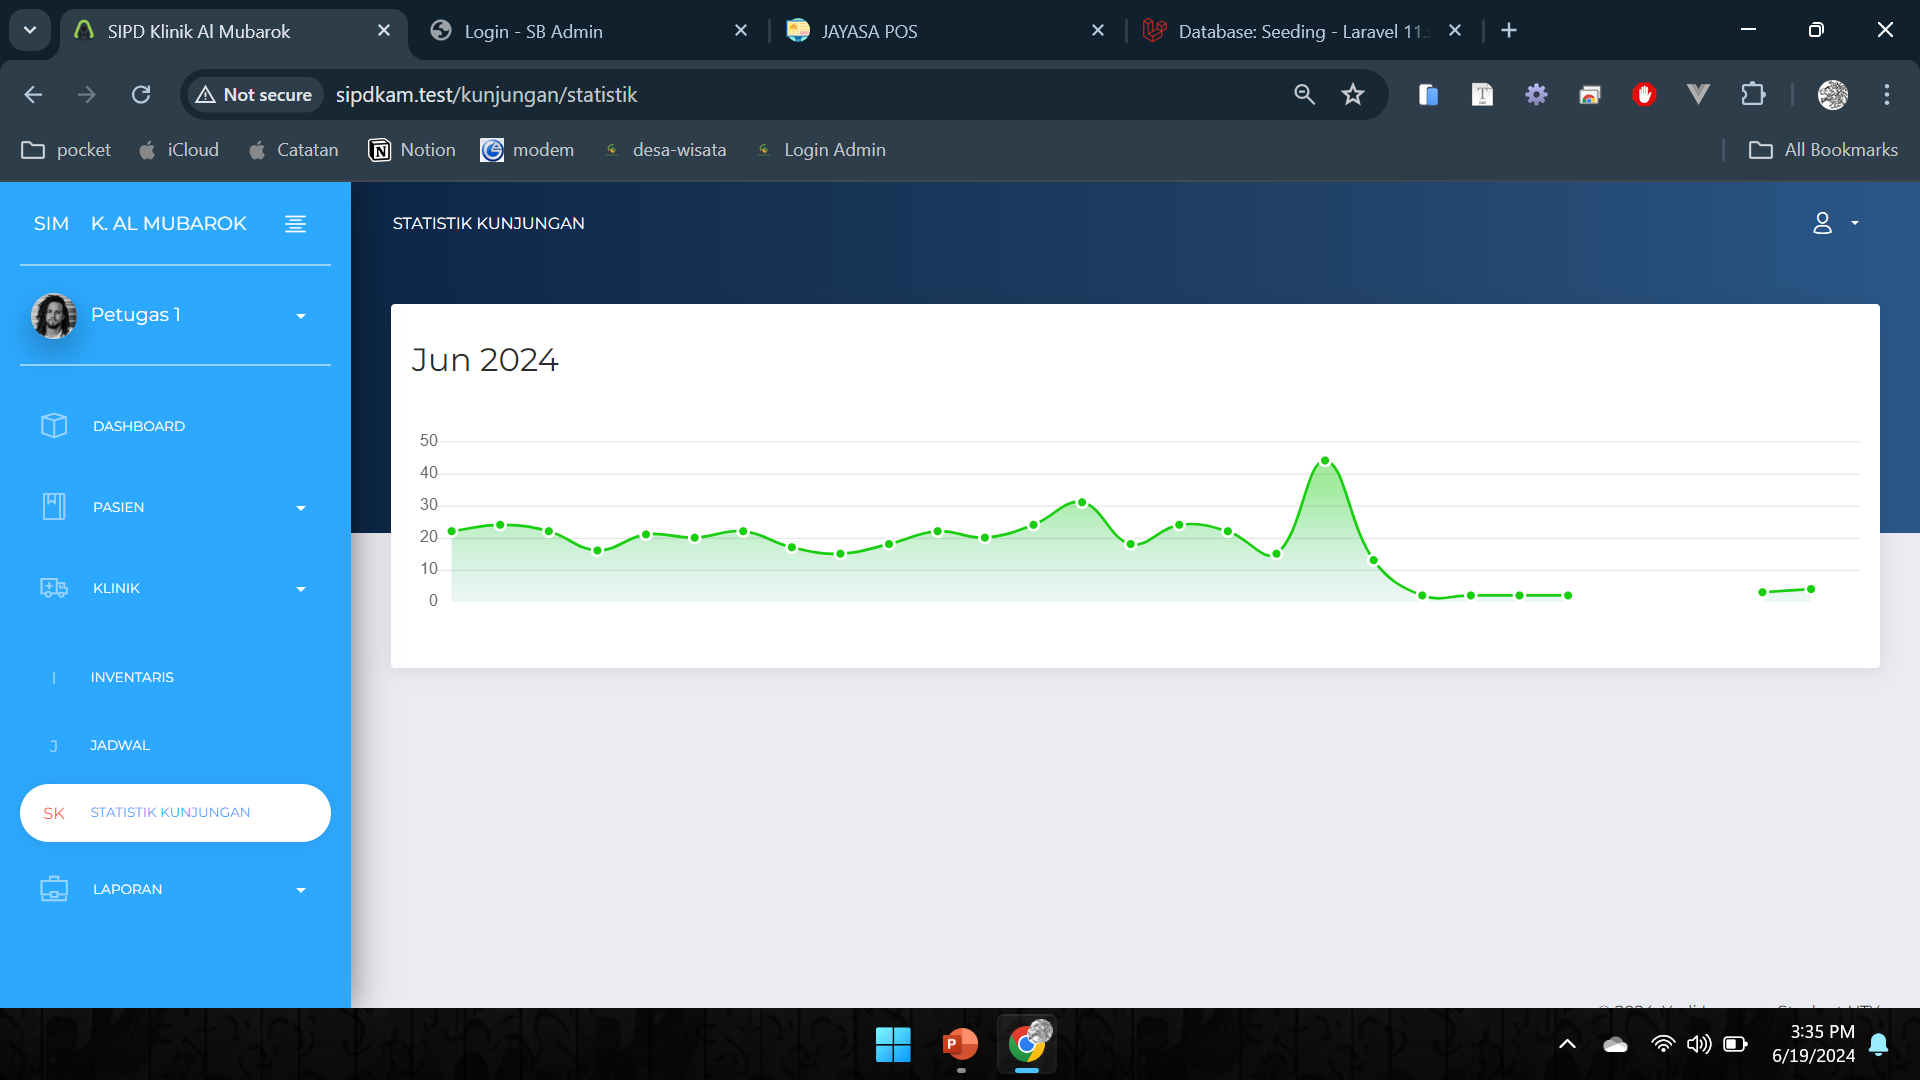 SIPD Klinik Al Mubarok
Login - SB Admin
JAYASA POS
Database: Seeding - Laravel 11.
Not secure
sipdkam.test/kunjungan/statistik
pocket
iCloud
Catatan
Notion
modem
desa-wisata
Login Admin
All Bookmarks
SIM K. AL MUBAROK
STATISTIK KUNJUNGAN
Petugas 1
DASHBOARD
PASIEN
KLINIK
I INVENTARIS
J JADWAL
SK STATISTIK KUNJUNGAN
LAPORAN
Jun 2024
50
40
30
20
10
0
3:35 PM
6/19/2024